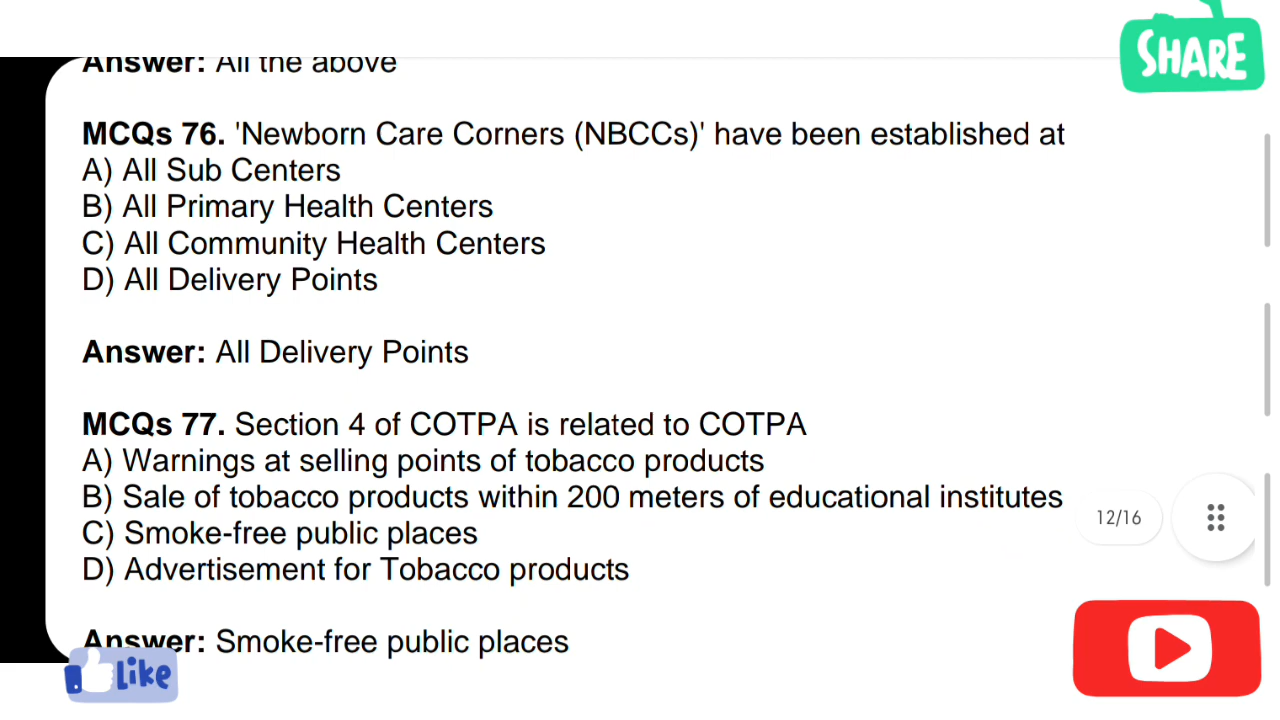 SHARE
Answer: All the above
MCQs 76. 'Newborn Care Corners (NBCCs)' have been established at
A) All Sub Centers
B) All Primary Health Centers
C) All Community Health Centers
D) All Delivery Points
Answer: All Delivery Points
MCQs 77. Section 4 of COTPA is related to COTPA
A) Warnings at selling points of tobacco products
B) Sale of tobacco products within 200 meters of educational institutes
C) Smoke-free public places
12/16
D) Advertisement for Tobacco products
Answer: Smoke-free public places
like